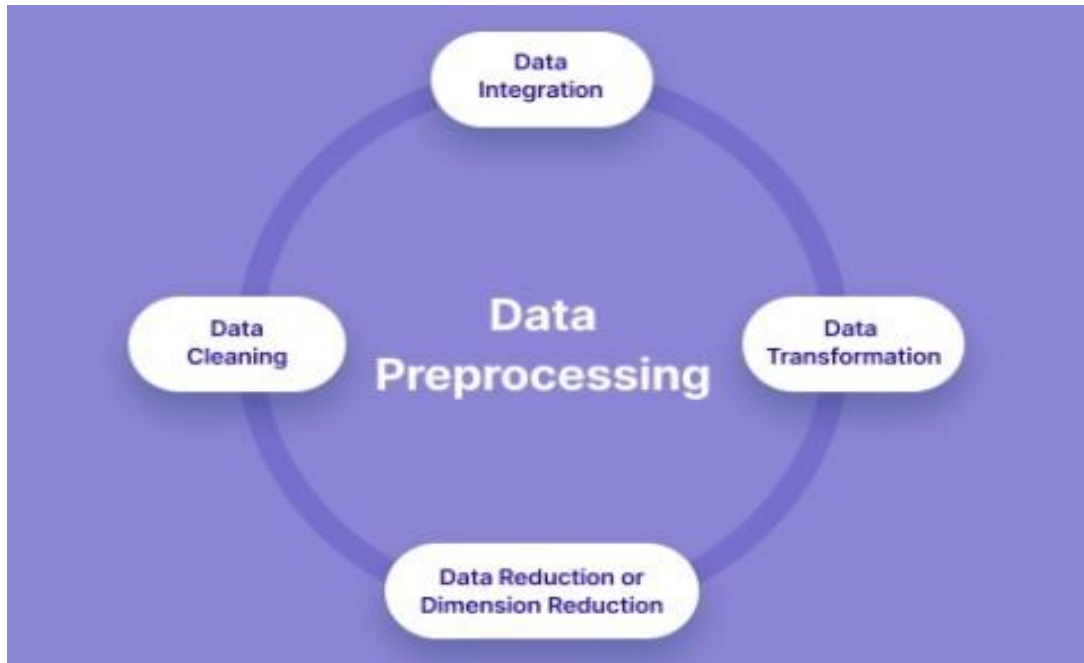 Data
Integration
Data
Cleaning
Data
Preprocessing
Data
Transformation
Data Reduction or
Dimension Reduction